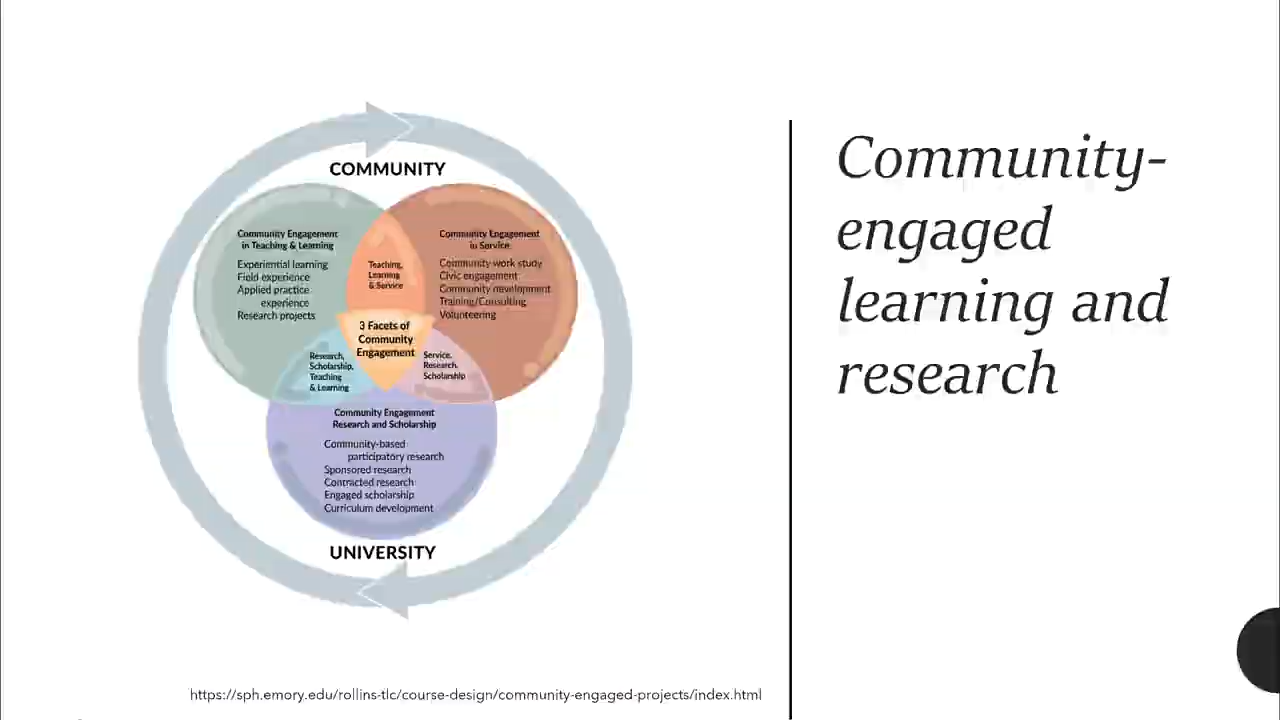 COMMUNITY
Community Engagement
in Teaching & Learning
Experiential learning
Field experience
Applied practice
experience
Research projects
Teaching,
Learning
& Service
Community Engagement
in Service
Community work study
Civic engagement
Community development
Training/Consulting
Volunteering
3 Facets of
Community
Engagement
Research,
Scholarship,
Teaching
& Learning
Service,
Research,
Scholarship
Community Engagement
Research and Scholarship
Community-based
participatory research
Sponsored research
Contracted research
Engaged scholarship
Curriculum development
UNIVERSITY
https://sph.emory.edu/rollins-tlc/course-design/community-engaged-projects/index.html
Community-
engaged
learning and
research